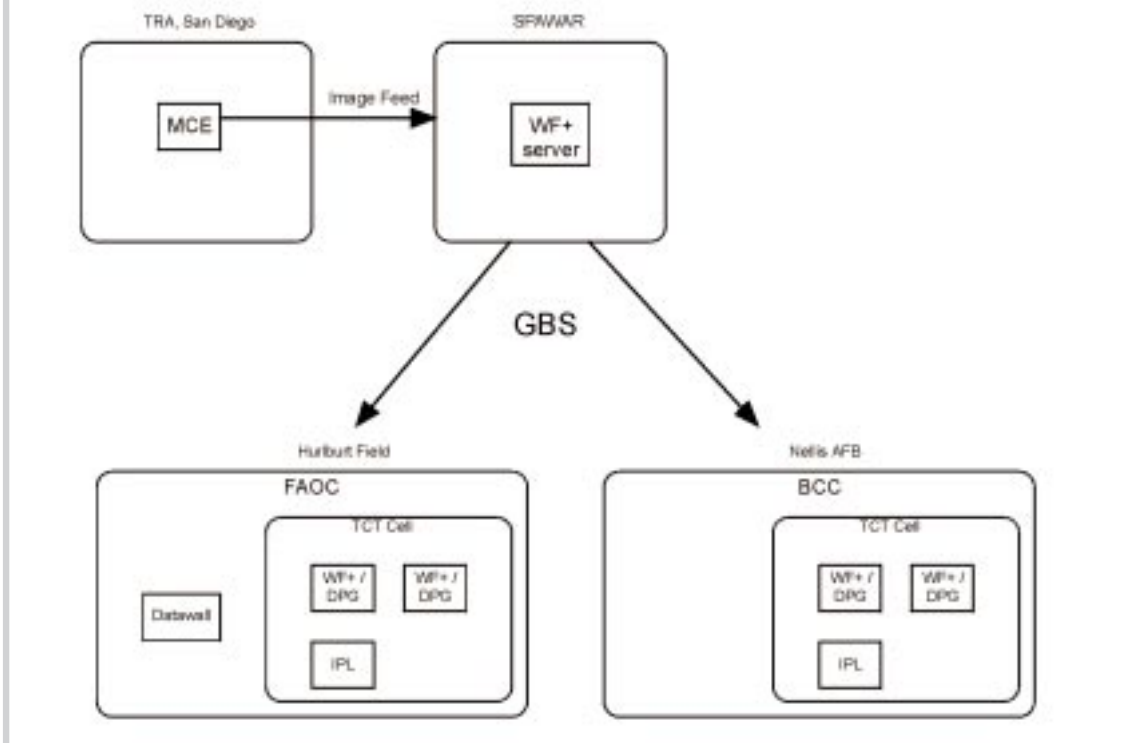 TRA, San Diego
SPAWAR
MCE
Image Feed
WF+
server
GBS
Hurlburt Field
Nellis AFB
FAOC
BCC
TCT Cell
TCT Cell
WF+ /
DPG
WF+ /
DPG
WF+ /
DPG
WF+ /
DPG
Datawall
IPL
IPL